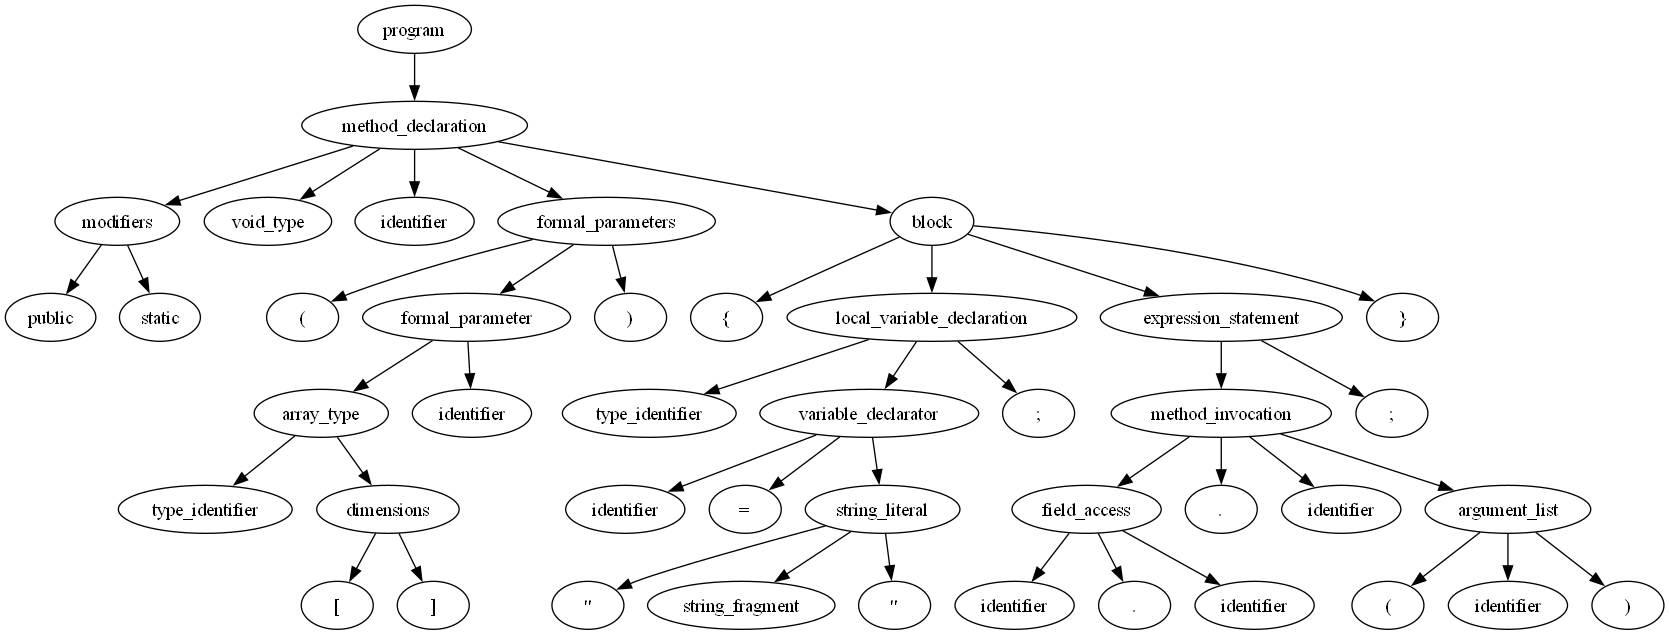 program
method_declaration
modifiers void_type identifier formal_parameters block
public static ( formal_parameter ) { local_variable_declaration expression_statement }
array_type identifier type_identifier variable_declarator ; method_invocation ;
type_identifier dimensions identifier = string_literal field_access . identifier argument_list
[ ] " string_fragment " identifier . identifier ( identifier )